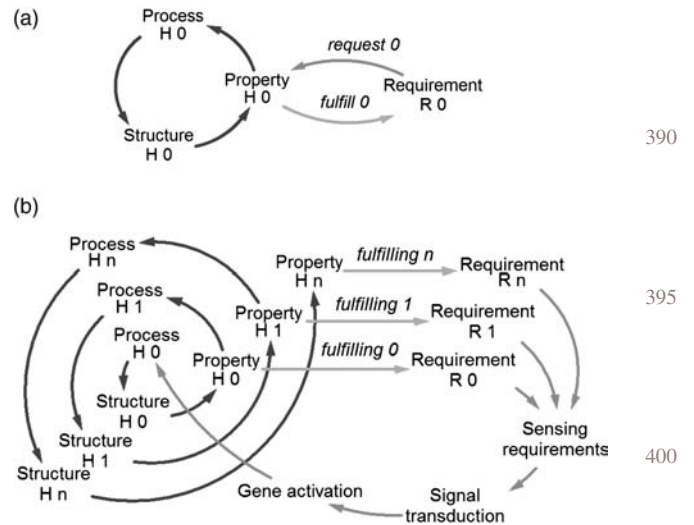 (a)
Process
H 0
request 0
Property
H 0
Requirement
R 0
fulfill 0
Structure
H 0
390
(b)
Process
H n
Property
H n
fulfilling n
Requirement
R n
395
Process
H 1
Property
H 1
fulfilling 1
Requirement
R 1
Process
H 0
Property
H 0
fulfilling 0
Requirement
R 0
Structure
H 0
Structure
H 1
Sensing
requirements
400
Structure
H n
Gene activation
Signal
transduction